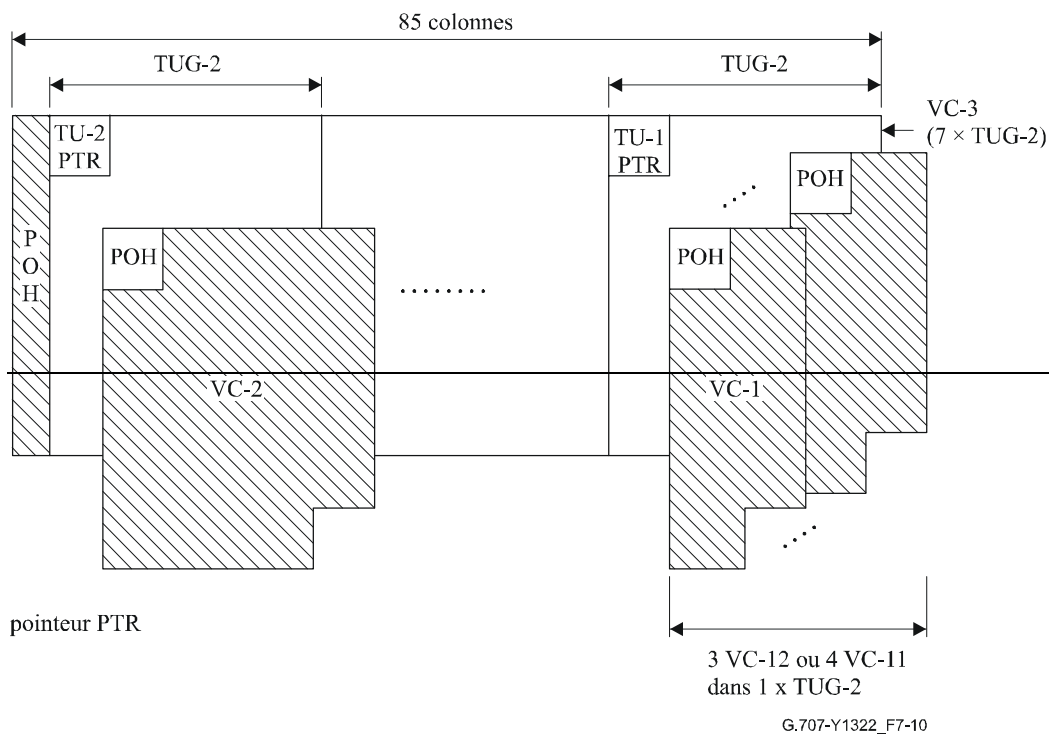 85 colonnes
TUG-2
TUG-2
VC-3
(7 × TUG-2)
TU-2
PTR
TU-1
PTR
POH
P
O
H
POH
POH
VC-2
VC-1
pointeur PTR
3 VC-12 ou 4 VC-11
dans 1 x TUG-2
G.707-Y1322_F7-10